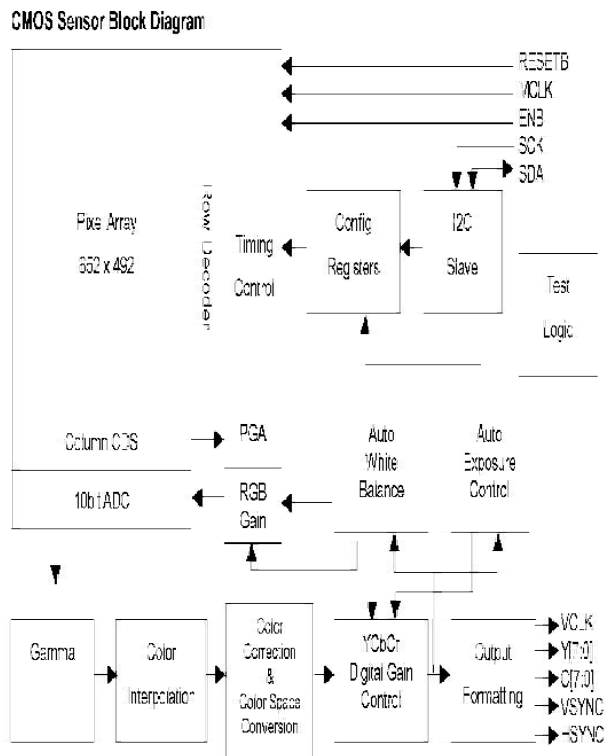 CMOS Sensor Block Diagram
RESETB
MCLK
ENB
SCK
SDA
Pixel Array
652 x 492
Row Decoder
Timing
Control
Config
Registers
I2C
Slave
Test
Logic
Column CDS
PGA
Auto
White
Balance
Auto
Exposure
Control
10bit ADC
RGB
Gain
Gamma
Color
Interpolation
Color
Correction
&
Color Space
Conversion
YCbCr
Digital Gain
Control
Output
Formatting
VCLK
Y[7:0]
C[7:0]
VSYNC
HSYNC